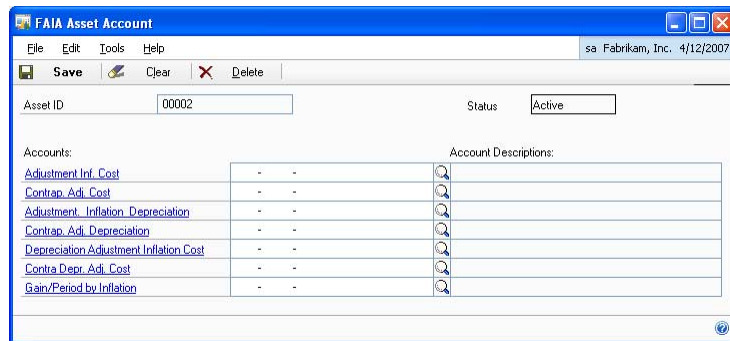 FAIA Asset Account
File Edit Tools Help sa Fabrikam, Inc. 4/12/2007
Save Clear Delete
Asset ID 00002 Status Active
Accounts: Account Descriptions:
Adjustment Inf. Cost - -
Contrap. Adj. Cost - -
Adjustment. Inflation Depreciation - -
Contrap. Adj. Depreciation - -
Depreciation Adjustment Inflation Cost - -
Contra Depr. Adj. Cost - -
Gain/Period by Inflation - -